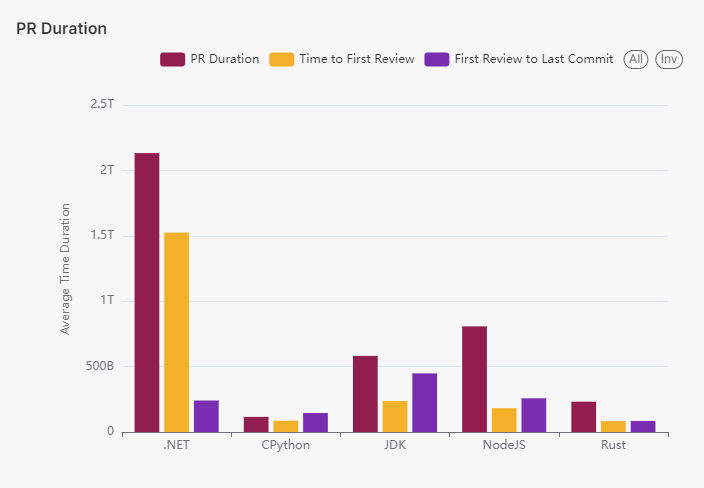 PR Duration
PR Duration Time to First Review First Review to Last Commit All Inv
Average Time Duration
2.5T
2T
1.5T
1T
500B
0
.NET CPython JDK NodeJS Rust